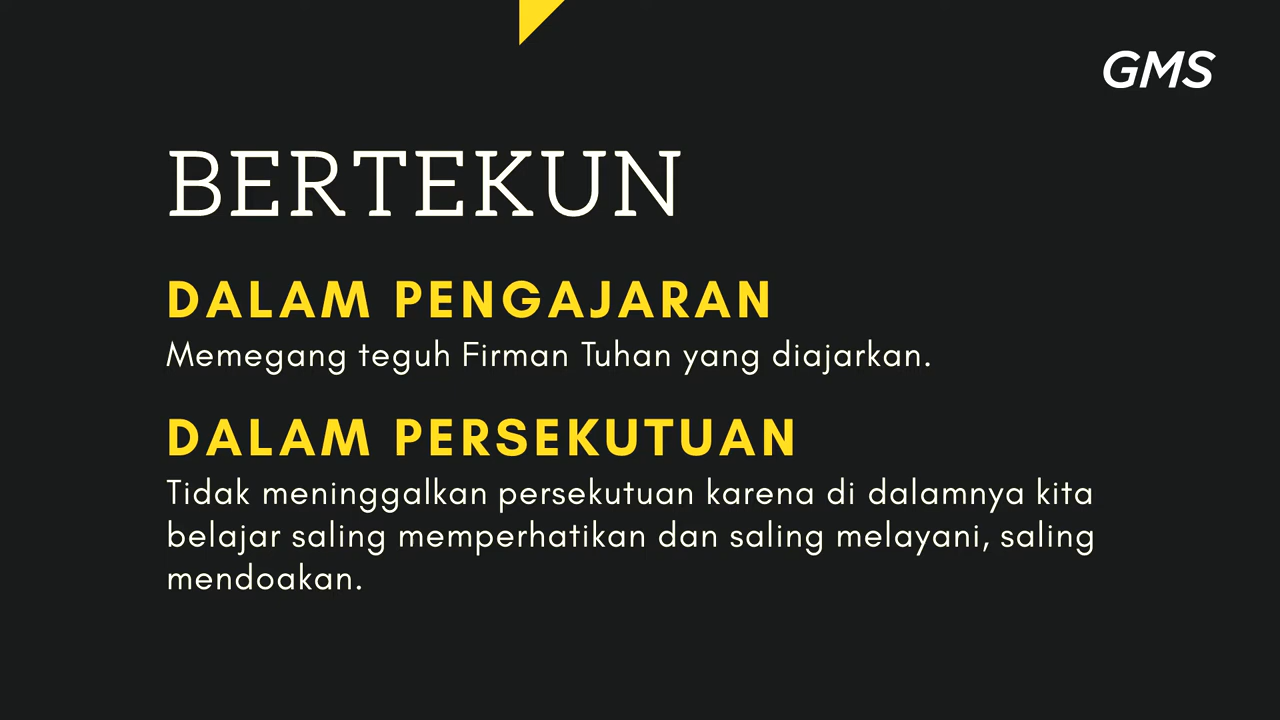 GMS
BERTEKUN
DALAM PENGAJARAN
Memegang teguh Firman Tuhan yang diajarkan.
DALAM PERSEKUTUAN
Tidak meninggalkan persekutuan karena di dalamnya kita
belajar saling memperhatikan dan saling melayani, saling
mendoakan.